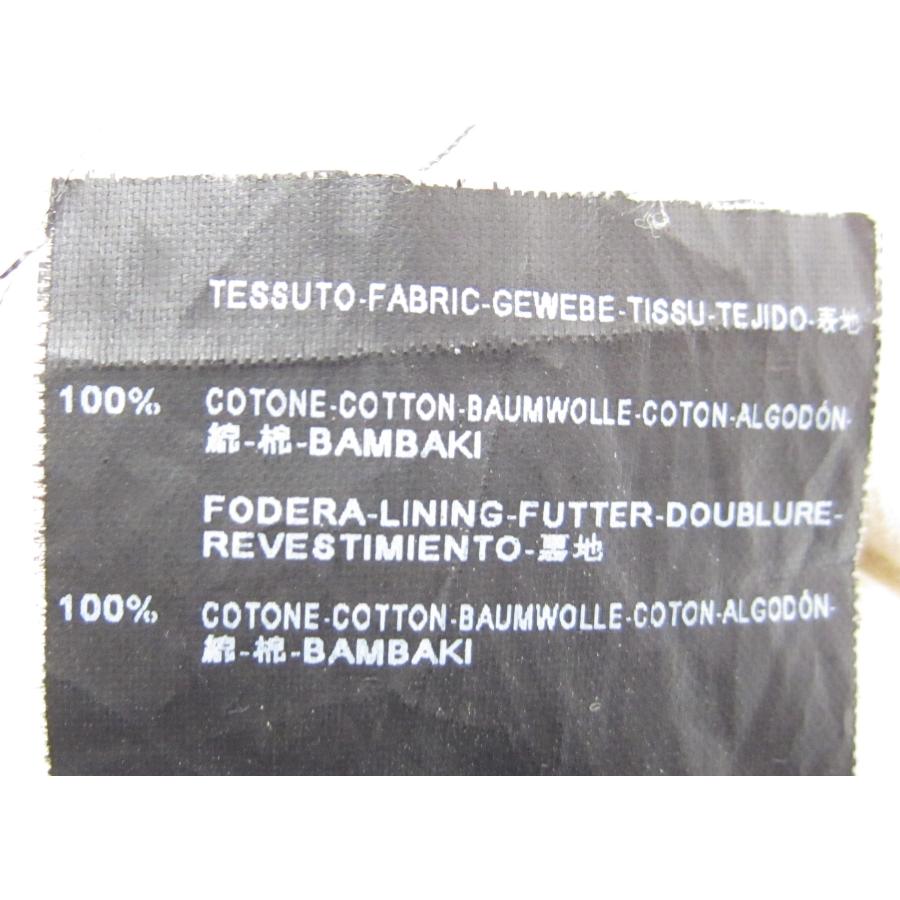 TESSUTO-FABRIC-GEWEBE-TISSU-TEJIDO-表地
100% COTONE-COTTON-BAUMWOLLE-COTON-ALGODÓN-
綿-棉-BAMBAKI
FODERA-LINING-FUTTER-DOUBLURE-
REVESTIMIENTO-裏地
100% COTONE-COTTON-BAUMWOLLE-COTON-ALGODÓN-
綿-棉-BAMBAKI